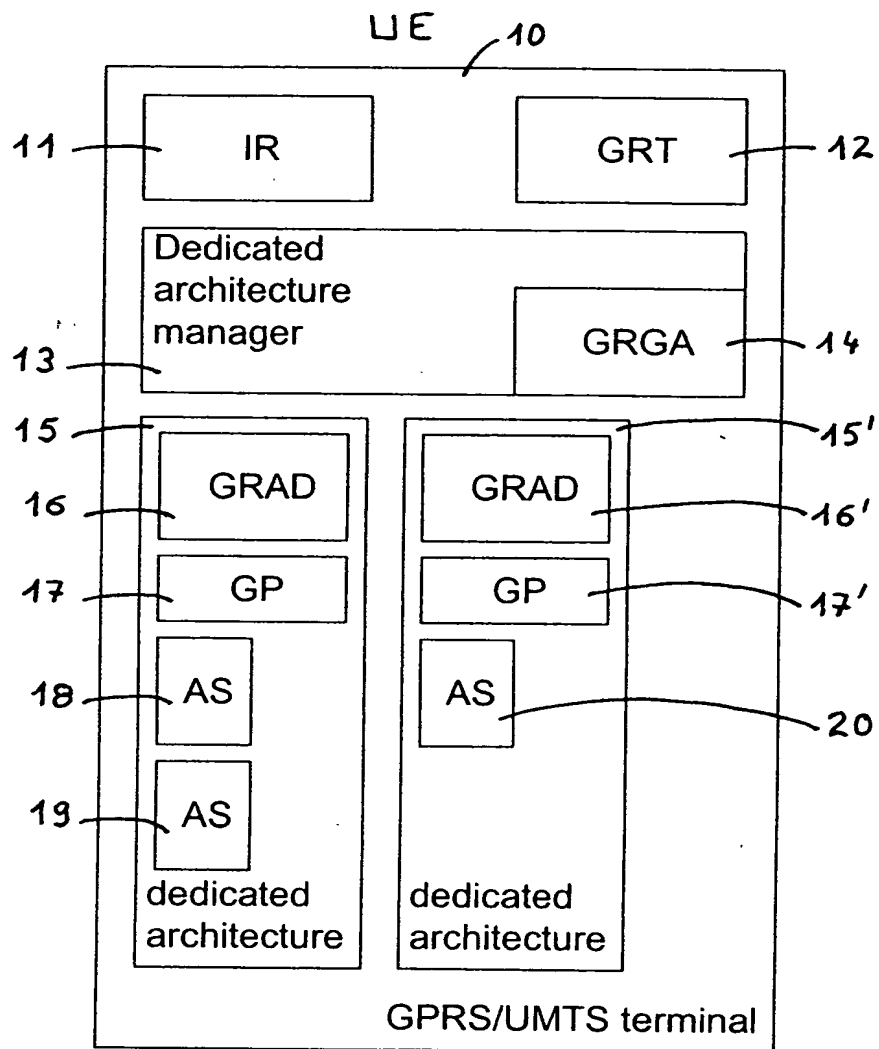 UE
10
11
IR
GRT
12
Dedicated
architecture
manager
13
GRGA
14
15
15'
GRAD
16
GRAD
16'
17
GP
GP
17'
18
AS
AS
20
19
AS
dedicated
architecture
dedicated
architecture
GPRS/UMTS terminal